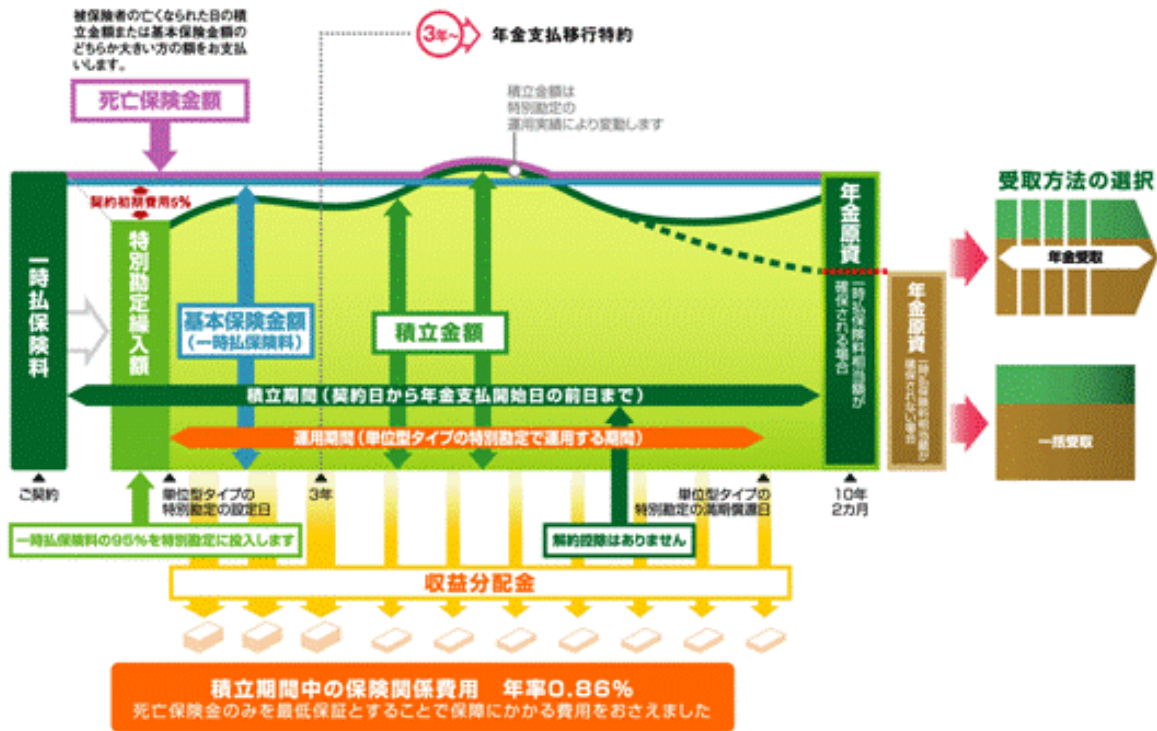 被保険者の亡くなられた日の積
立金額または基本保険金額の
どちらか大きい方の額をお支払
いします。
3年〜
年金支払移行特約
死亡保険金額
積立金額は
特別勘定の
運用実績により変動します
契約初期費用5%
一時払保険料
特別勘定繰入額
基本保険金額
(一時払保険料)
積立金額
年金原資
一時払保険料相当額が
確保される場合
年金原資
一時払保険料相当額が
確保されない場合
受取方法の選択
年金受取
一括受取
積立期間(契約日から年金支払開始日の前日まで)
運用期間(単位型タイプの特別勘定で運用する期間)
ご契約
単位型タイプの
特別勘定の設定日
3年
単位型タイプの
特別勘定の満期償還日
10年
2カ月
一時払保険料の95%を特別勘定に投入します
解約控除はありません
収益分配金
積立期間中の保険関係費用 年率0.86%
死亡保険金のみを最低保証とすることで保障にかかる費用をおさえました